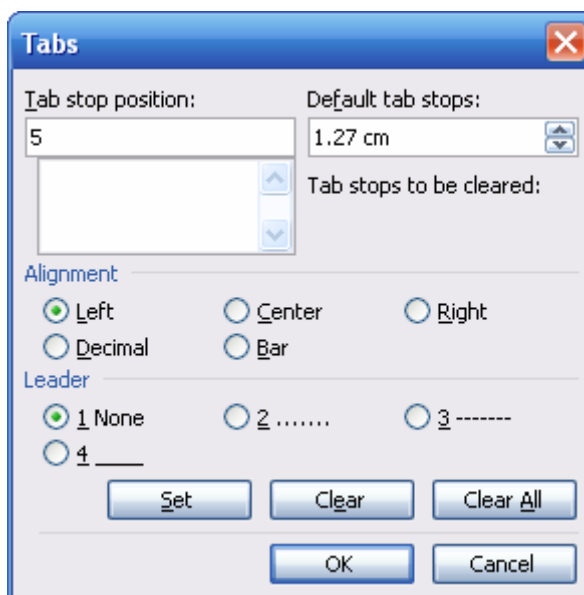 Tabs
Tab stop position: Default tab stops:
5 1.27 cm
Tab stops to be cleared:
Alignment
Left Center Right
Decimal Bar
Leader
1 None 2 ....... 3 -------
4 ____
Set Clear Clear All
OK Cancel